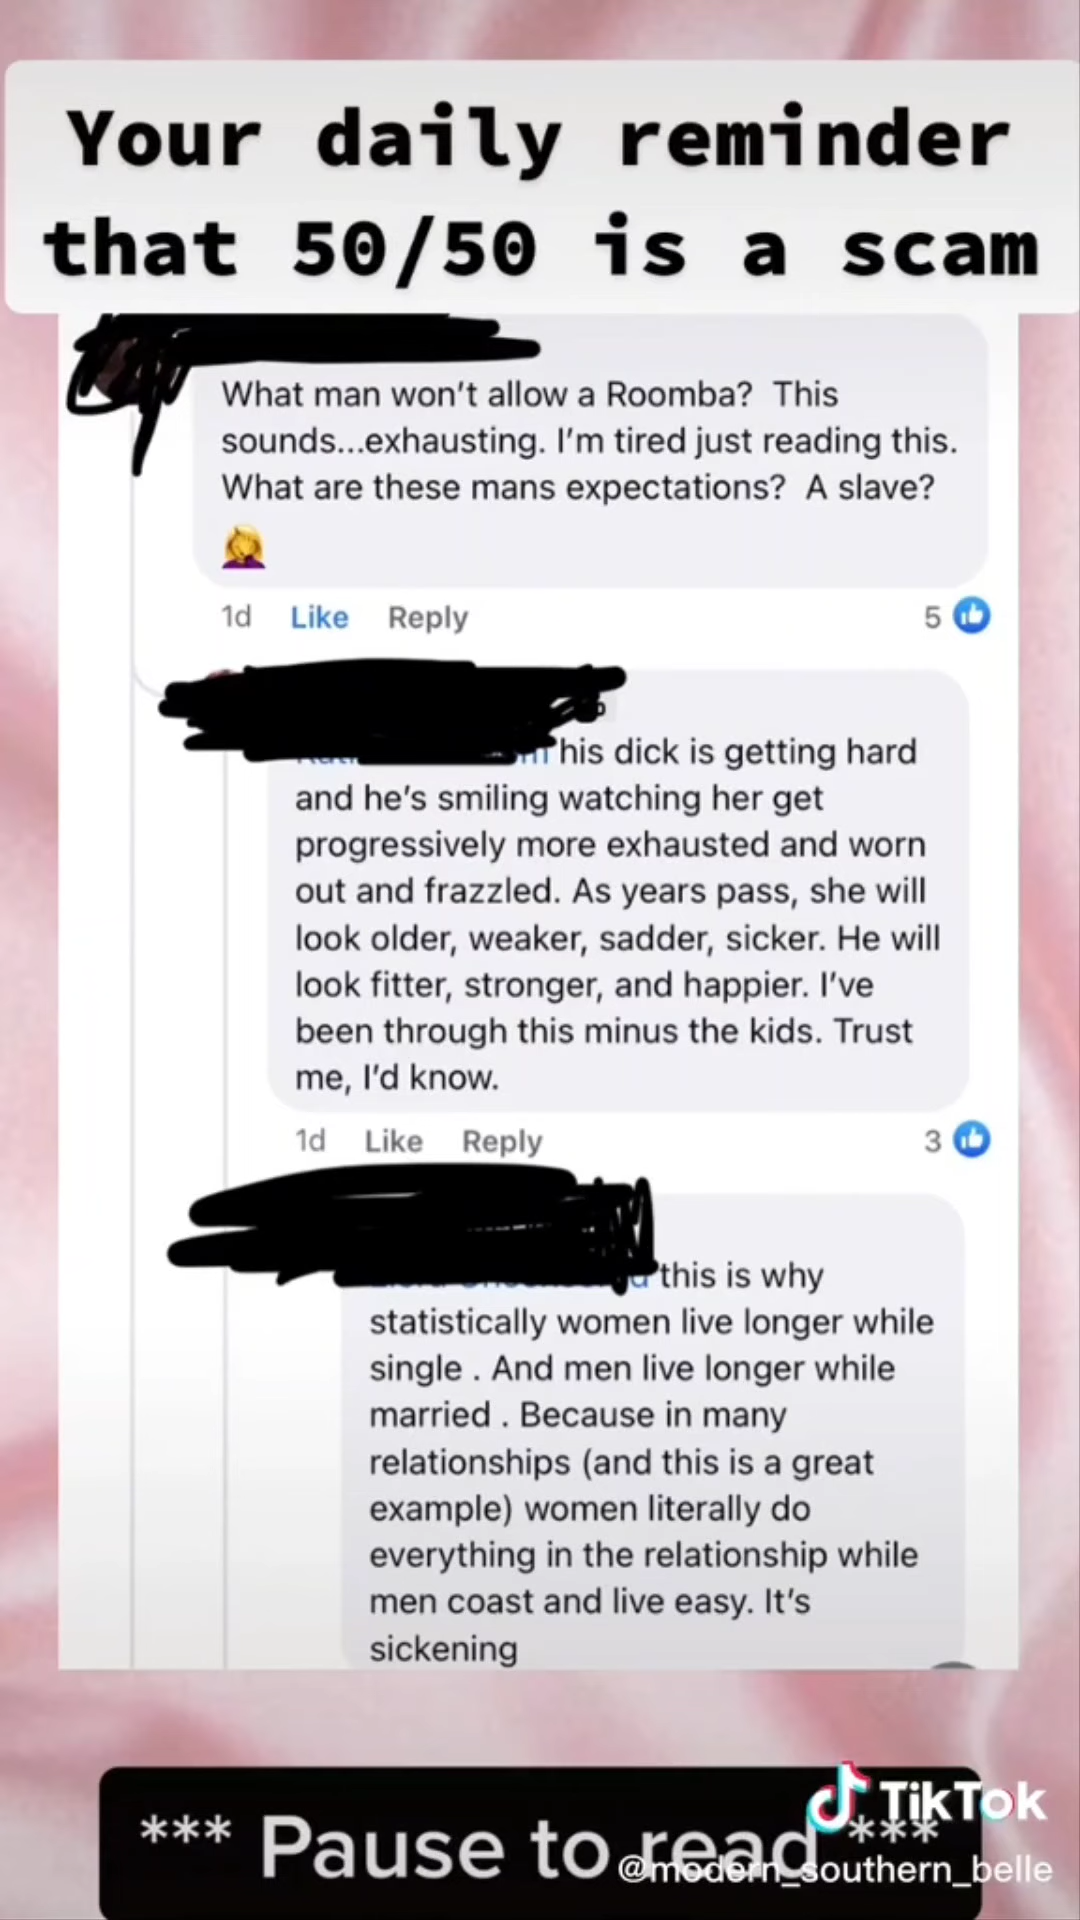 Your daily reminder
that 50/50 is a scam
What man won't allow a Roomba? This
sounds...exhausting. I'm tired just reading this.
What are these mans expectations? A slave?
🤦‍♀️
1d Like Reply 5
his dick is getting hard
and he's smiling watching her get
progressively more exhausted and worn
out and frazzled. As years pass, she will
look older, weaker, sadder, sicker. He will
look fitter, stronger, and happier. I've
been through this minus the kids. Trust
me, I'd know.
1d Like Reply 3
this is why
statistically women live longer while
single . And men live longer while
married . Because in many
relationships (and this is a great
example) women literally do
everything in the relationship while
men coast and live easy. It's
sickening
*** Pause to read ***
TikTok
@modern_southern_belle